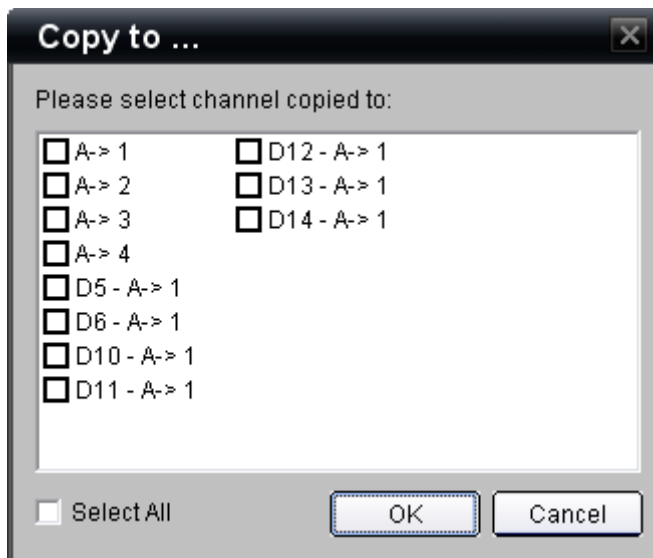 Copy to ...
Please select channel copied to:
A-> 1
A-> 2
A-> 3
A-> 4
D5 - A-> 1
D6 - A-> 1
D10 - A-> 1
D11 - A-> 1
D12 - A-> 1
D13 - A-> 1
D14 - A-> 1
Select All
OK
Cancel